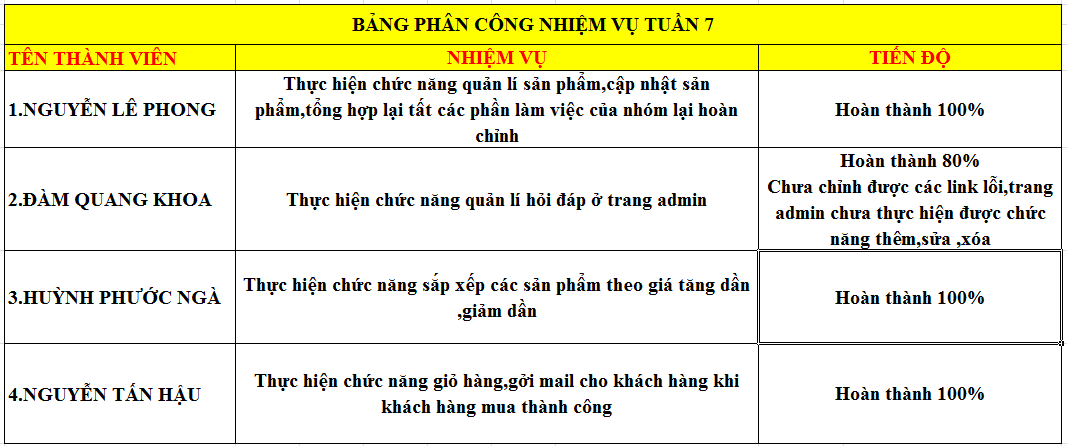 BẢNG PHÂN CÔNG NHIỆM VỤ TUẦN 7
TÊN THÀNH VIÊN
NHIỆM VỤ
TIẾN ĐỘ
1.NGUYỄN LÊ PHONG
Thực hiện chức năng quản lí sản phẩm,cập nhật sản
phẩm,tổng hợp lại tất các phần làm việc của nhóm lại hoàn
chỉnh
Hoàn thành 100%
2.ĐÀM QUANG KHOA
Thực hiện chức năng quản lí hỏi đáp ở trang admin
Hoàn thành 80%
Chưa chỉnh được các link lỗi,trang
admin chưa thực hiện được chức
năng thêm,sửa ,xóa
3.HUỲNH PHƯỚC NGÀ
Thực hiện chức năng sắp xếp các sản phẩm theo giá tăng dần
,giảm dần
Hoàn thành 100%
4.NGUYỄN TẤN HẬU
Thực hiện chức năng giỏ hàng,gởi mail cho khách hàng khi
khách hàng mua thành công
Hoàn thành 100%